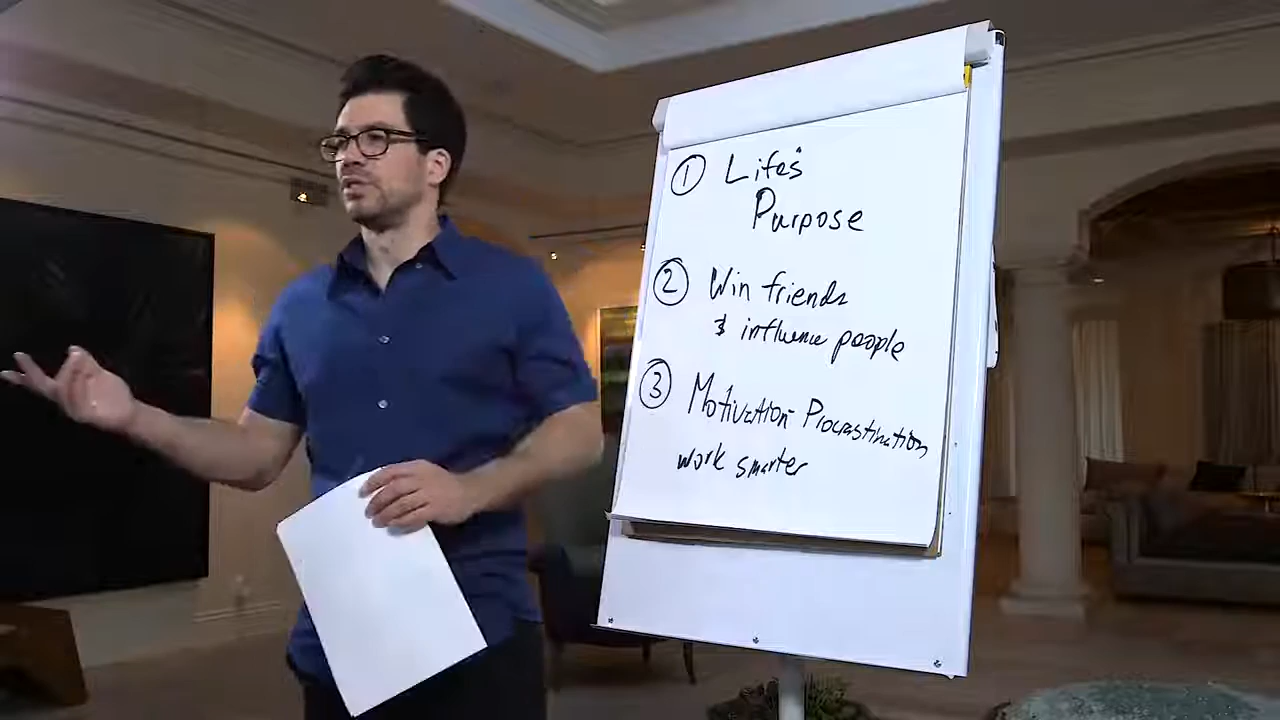 ① Life's
Purpose
② Win friends
& influence people
③ Motivation-Procrastination
work smarter